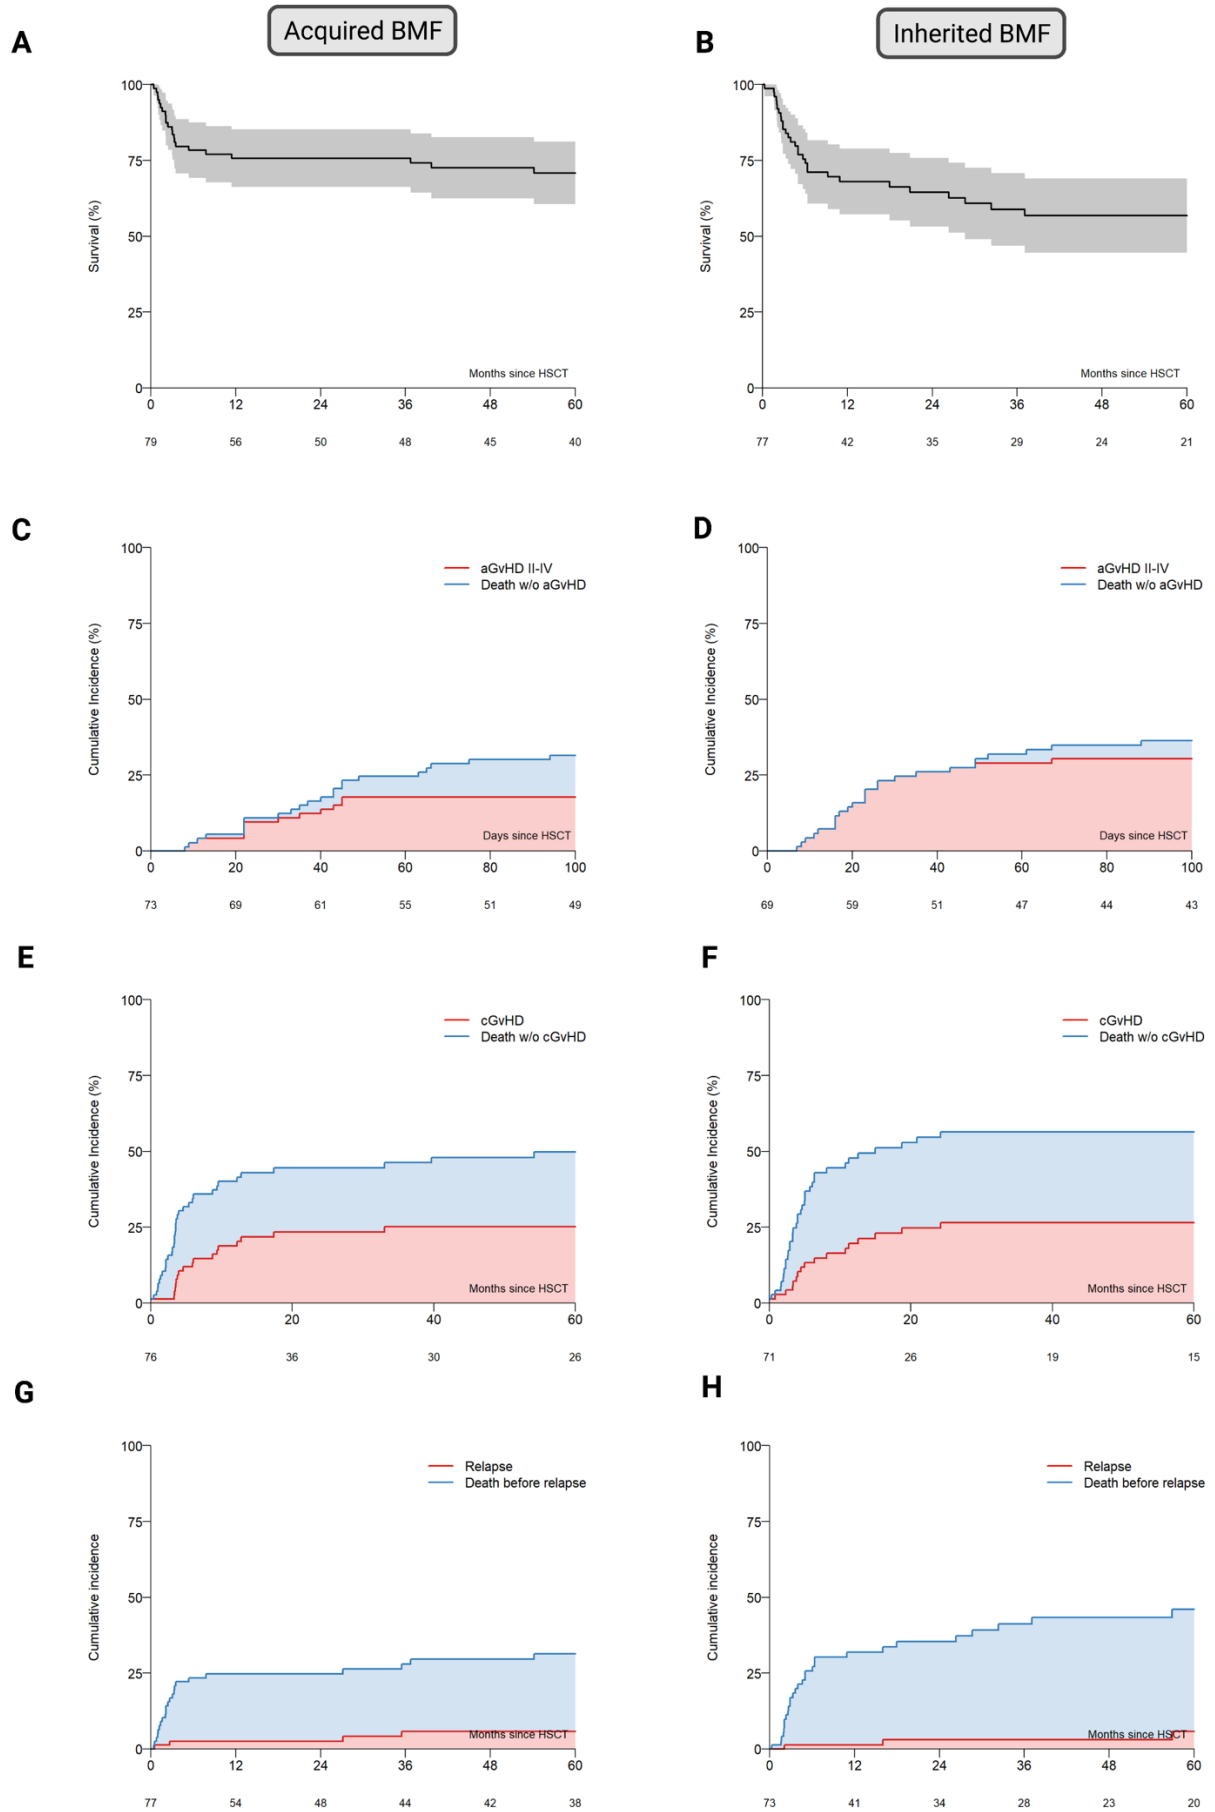 Acquired BMF
Inherited BMF
A
B
100
75
50
25
0
Survival (%)
Months since HSCT
0 12 24 36 48 60
79 56 50 48 45 40
100
75
50
25
0
Survival (%)
Months since HSCT
0 12 24 36 48 60
77 42 35 29 24 21
C
D
100
75
50
25
0
Cumulative Incidence (%)
aGvHD II-IV
Death w/o aGvHD
Days since HSCT
0 20 40 60 80 100
73 69 61 55 51 49
100
75
50
25
0
Cumulative Incidence (%)
aGvHD II-IV
Death w/o aGvHD
Days since HSCT
0 20 40 60 80 100
69 59 51 47 44 43
E
F
100
75
50
25
0
Cumulative Incidence (%)
cGvHD
Death w/o cGvHD
Months since HSCT
0 20 40 60
76 36 30 26
100
75
50
25
0
Cumulative Incidence (%)
cGvHD
Death w/o cGvHD
Months since HSCT
0 20 40 60
71 26 19 15
G
H
100
75
50
25
0
Cumulative incidence
Relapse
Death before relapse
Months since HSCT
0 12 24 36 48 60
77 54 48 44 42 38
100
75
50
25
0
Cumulative incidence
Relapse
Death before relapse
Months since HSCT
0 12 24 36 48 60
73 41 34 28 23 20